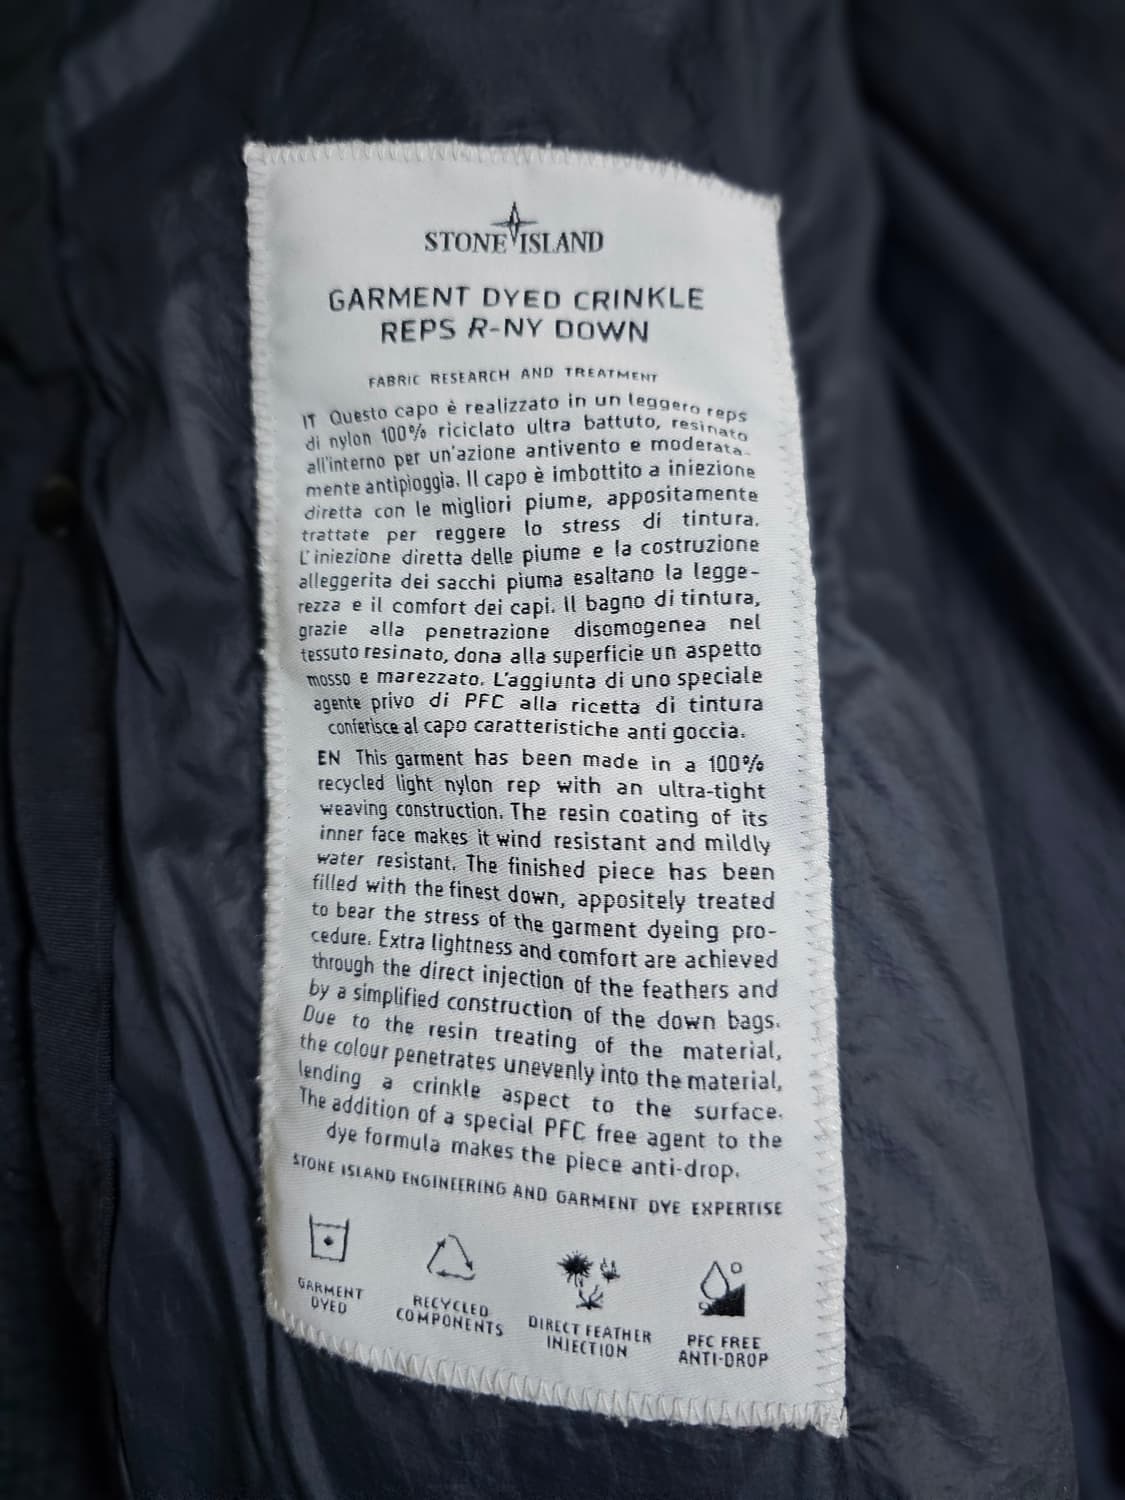 STONE ISLAND
GARMENT DYED CRINKLE
REPS R-NY DOWN
FABRIC RESEARCH AND TREATMENT
IT Questo capo è realizzato in un leggero reps
di nylon 100% riciclato ultra battuto, resinato
all'interno per un'azione antivento e moderata-
mente antipioggia. Il capo è imbottito a iniezione
diretta con le migliori piume, appositamente
trattate per reggere lo stress di tintura.
L'iniezione diretta delle piume e la costruzione
alleggerita dei sacchi piuma esaltano la legge-
rezza e il comfort dei capi. Il bagno di tintura,
grazie alla penetrazione disomogenea nel
tessuto resinato, dona alla superficie un aspetto
mosso e marezzato. L'aggiunta di uno speciale
agente privo di PFC alla ricetta di tintura
conferisce al capo caratteristiche anti goccia.
EN This garment has been made in a 100%
recycled light nylon rep with an ultra-tight
weaving construction. The resin coating of its
inner face makes it wind resistant and mildly
water resistant. The finished piece has been
filled with the finest down, appositely treated
to bear the stress of the garment dyeing pro-
cedure. Extra lightness and comfort are achieved
through the direct injection of the feathers and
by a simplified construction of the down bags.
Due to the resin treating of the material,
the colour penetrates unevenly into the material,
lending a crinkle aspect to the surface.
The addition of a special PFC free agent to the
dye formula makes the piece anti-drop.
STONE ISLAND ENGINEERING AND GARMENT DYE EXPERTISE
GARMENT
DYED
RECYCLED
COMPONENTS
DIRECT FEATHER
INJECTION
PFC FREE
ANTI-DROP